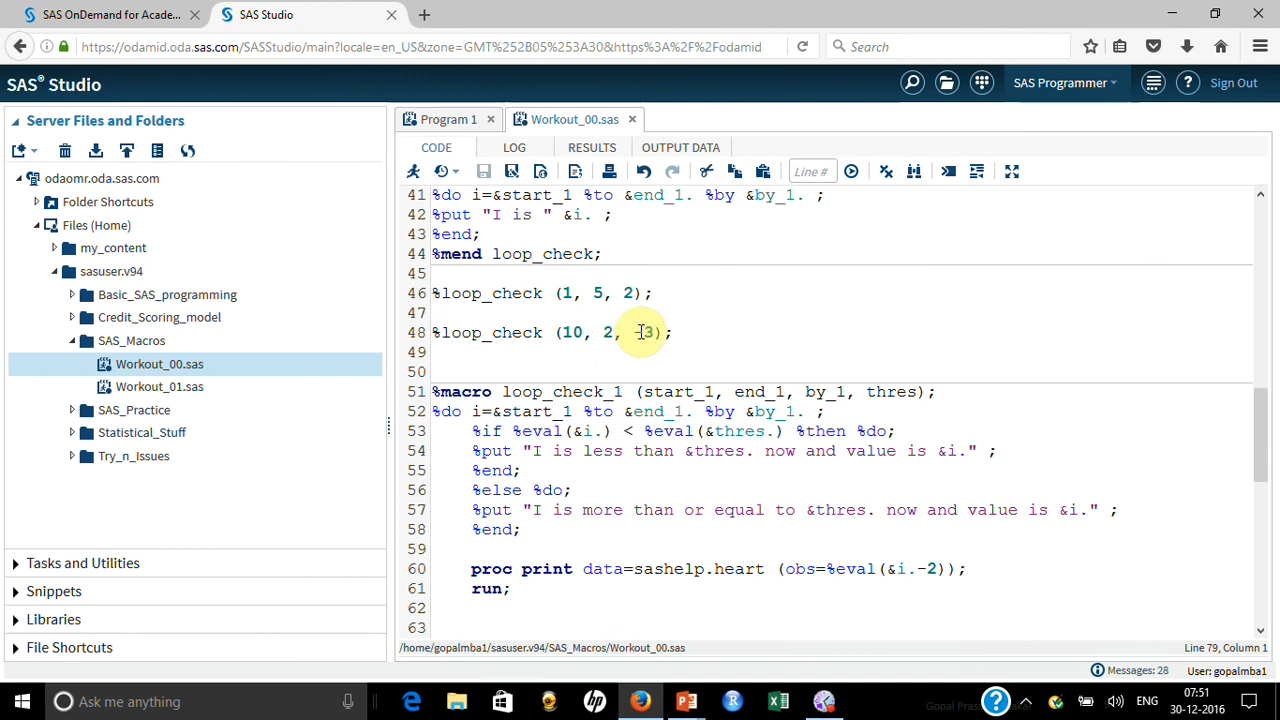 SAS OnDemand for Acade...
SAS Studio
https://odamid.oda.sas.com/SASStudio/main?locale=en_US&zone=GMT%252B05%253A30&https%3A%2F%2Fodamid
Search
SAS® Studio
SAS Programmer
Sign Out
Server Files and Folders
odaomr.oda.sas.com
Folder Shortcuts
Files (Home)
my_content
sasuser.v94
Basic_SAS_programming
Credit_Scoring_model
SAS_Macros
Workout_00.sas
Workout_01.sas
SAS_Practice
Statistical_Stuff
Try_n_Issues
Tasks and Utilities
Snippets
Libraries
File Shortcuts
Program 1
Workout_00.sas
CODE LOG RESULTS OUTPUT DATA
Line #
41 %do i=&start_1 %to &end_1. %by &by_1. ;
42 %put "I is " &i. ;
43 %end;
44 %mend loop_check;
45
46 %loop_check (1, 5, 2);
47
48 %loop_check (10, 2, -3);
49
50
51 %macro loop_check_1 (start_1, end_1, by_1, thres);
52 %do i=&start_1 %to &end_1. %by &by_1. ;
53 %if %eval(&i.) < %eval(&thres.) %then %do;
54 %put "I is less than &thres. now and value is &i." ;
55 %end;
56 %else %do;
57 %put "I is more than or equal to &thres. now and value is &i." ;
58 %end;
59
60 proc print data=sashelp.heart (obs=%eval(&i.-2));
61 run;
62
63
/home/gopalmba1/sasuser.v94/SAS_Macros/Workout_00.sas
Line 79, Column 1
Messages: 28
User: gopalmba1
Ask me anything
ENG
07:51
30-12-2016